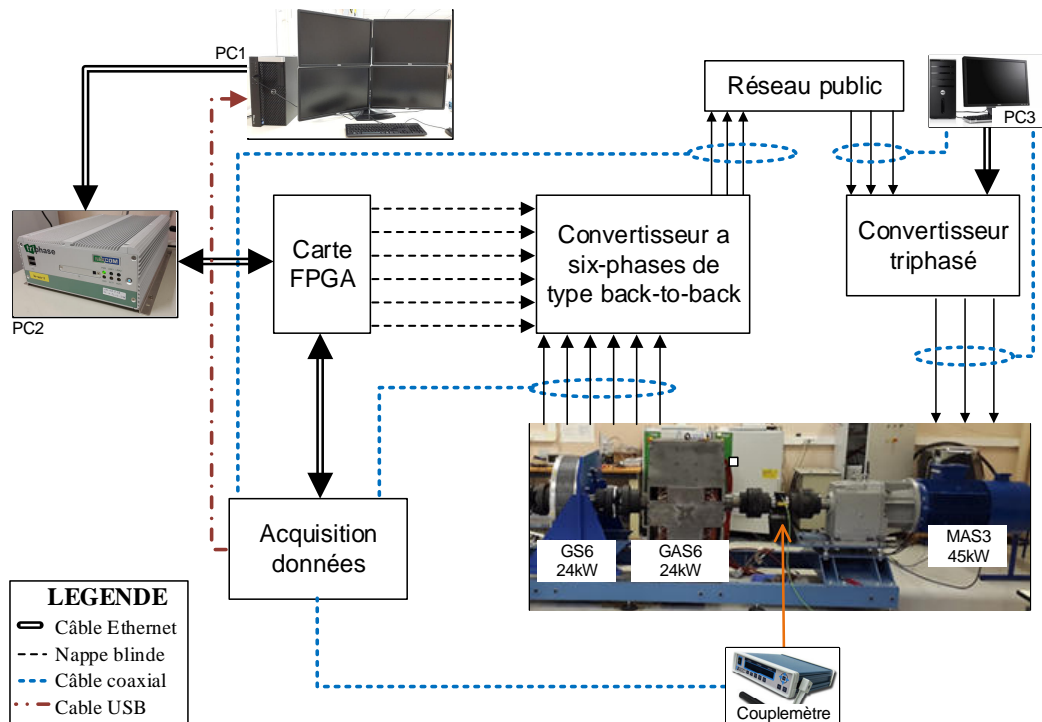 PC1
Réseau public
PC3
Carte
FPGA
Convertisseur a
six-phases de
type back-to-back
Convertisseur
triphasé
triphase
PC2
Acquisition
données
GS6
24kW
GAS6
24kW
MAS3
45kW
LEGENDE
Câble Ethernet
Nappe blinde
Câble coaxial
Cable USB
Couplemètre